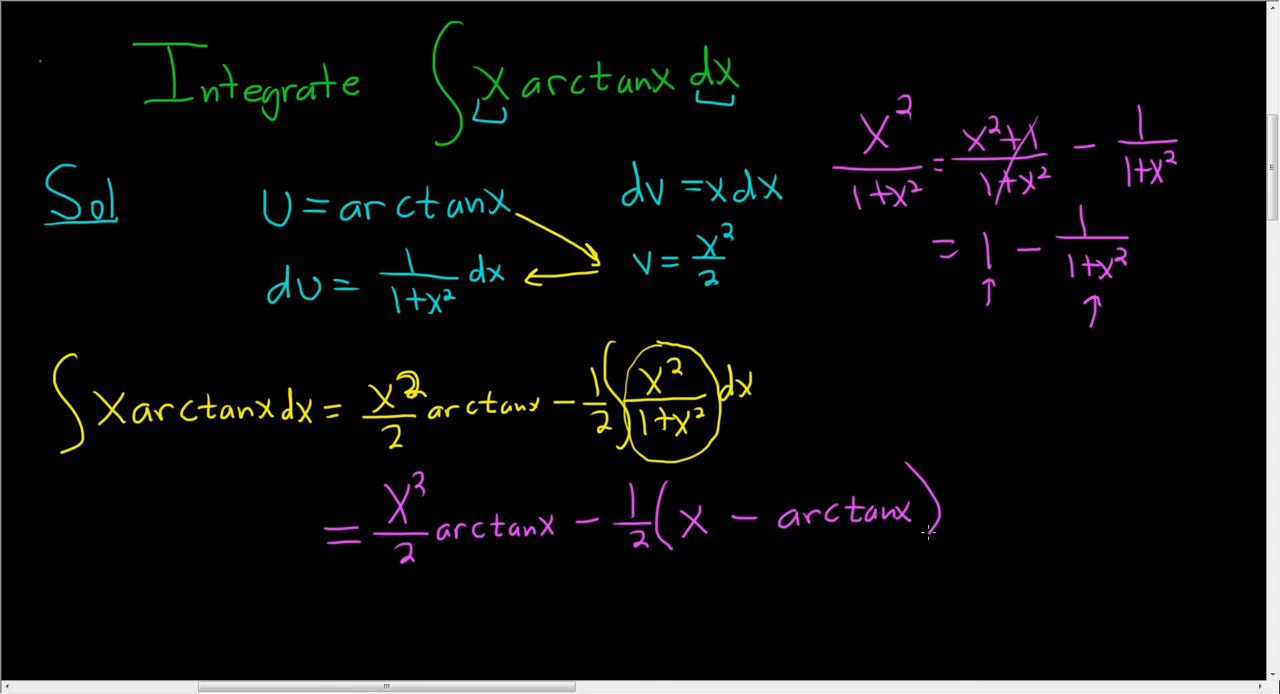 Integrate ∫ x arctanx dx
Sol
U = arctanx
dv = x dx
du = 1/(1+x²) dx
v = x²/2
x²/(1+x²) = (x²+1)/(1+x²) - 1/(1+x²)
= 1 - 1/(1+x²)
∫ x arctanx dx = x²/2 arctanx - 1/2 ∫ x²/(1+x²) dx
= x²/2 arctanx - 1/2 (x - arctanx)